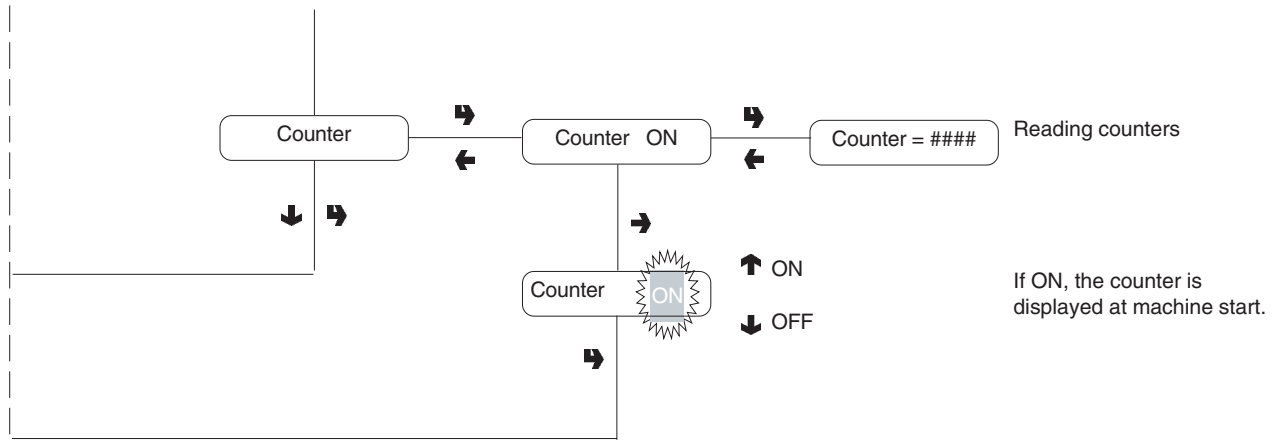 Counter
Counter ON
Counter = ####
Reading counters
Counter ON
ON
OFF
If ON, the counter is
displayed at machine start.